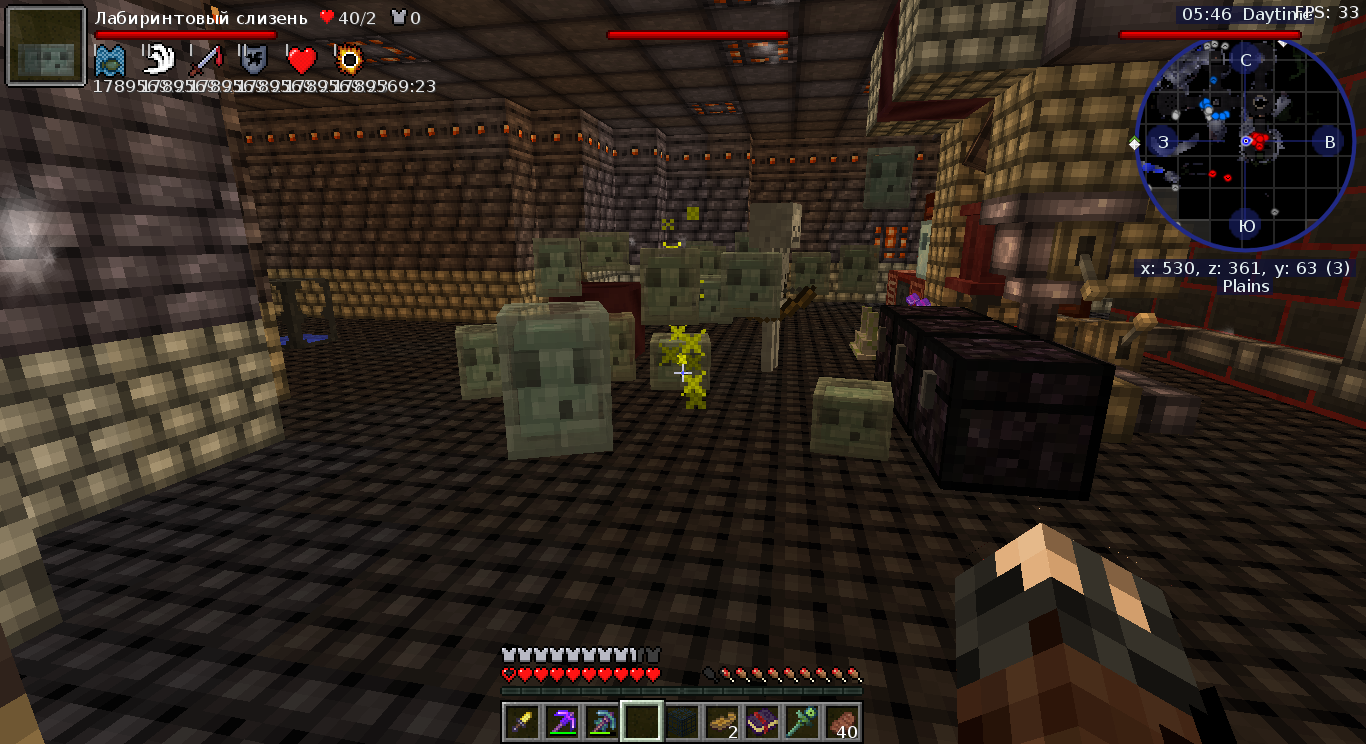 Лабиринтовый слизень 40/2 0
05:46 Daytime
FPS: 33
С
З
В
Ю
x: 530, z: 361, y: 63 (3)
Plains
2
40